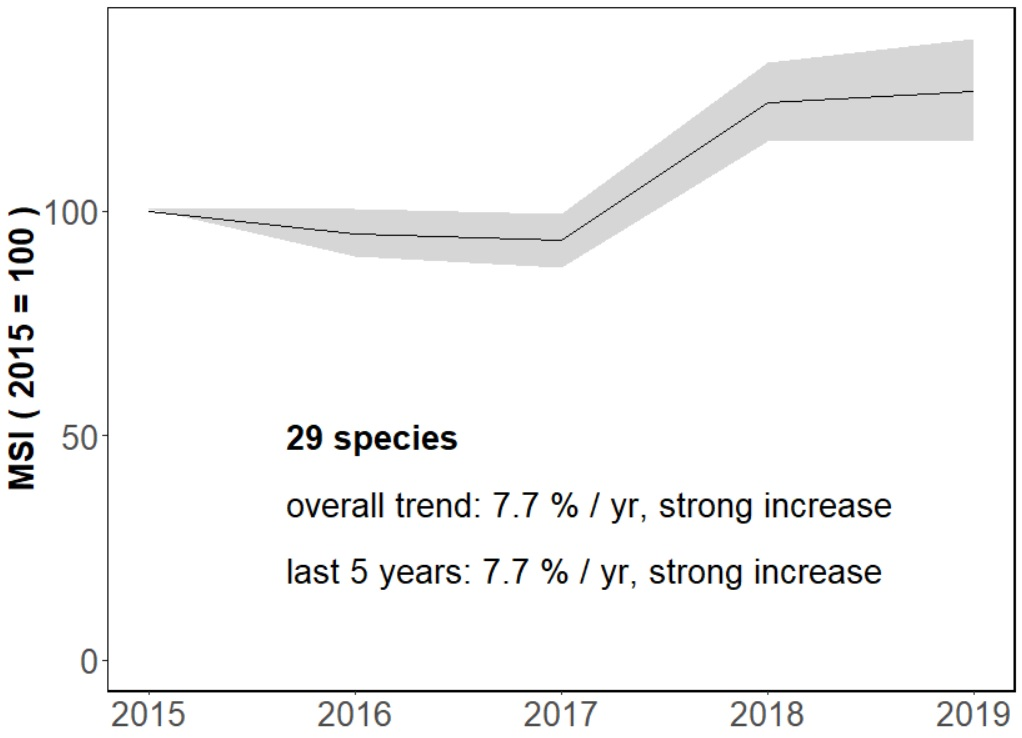 MSI ( 2015 = 100 )
100
50
0
29 species
overall trend: 7.7 % / yr, strong increase
last 5 years: 7.7 % / yr, strong increase
2015 2016 2017 2018 2019